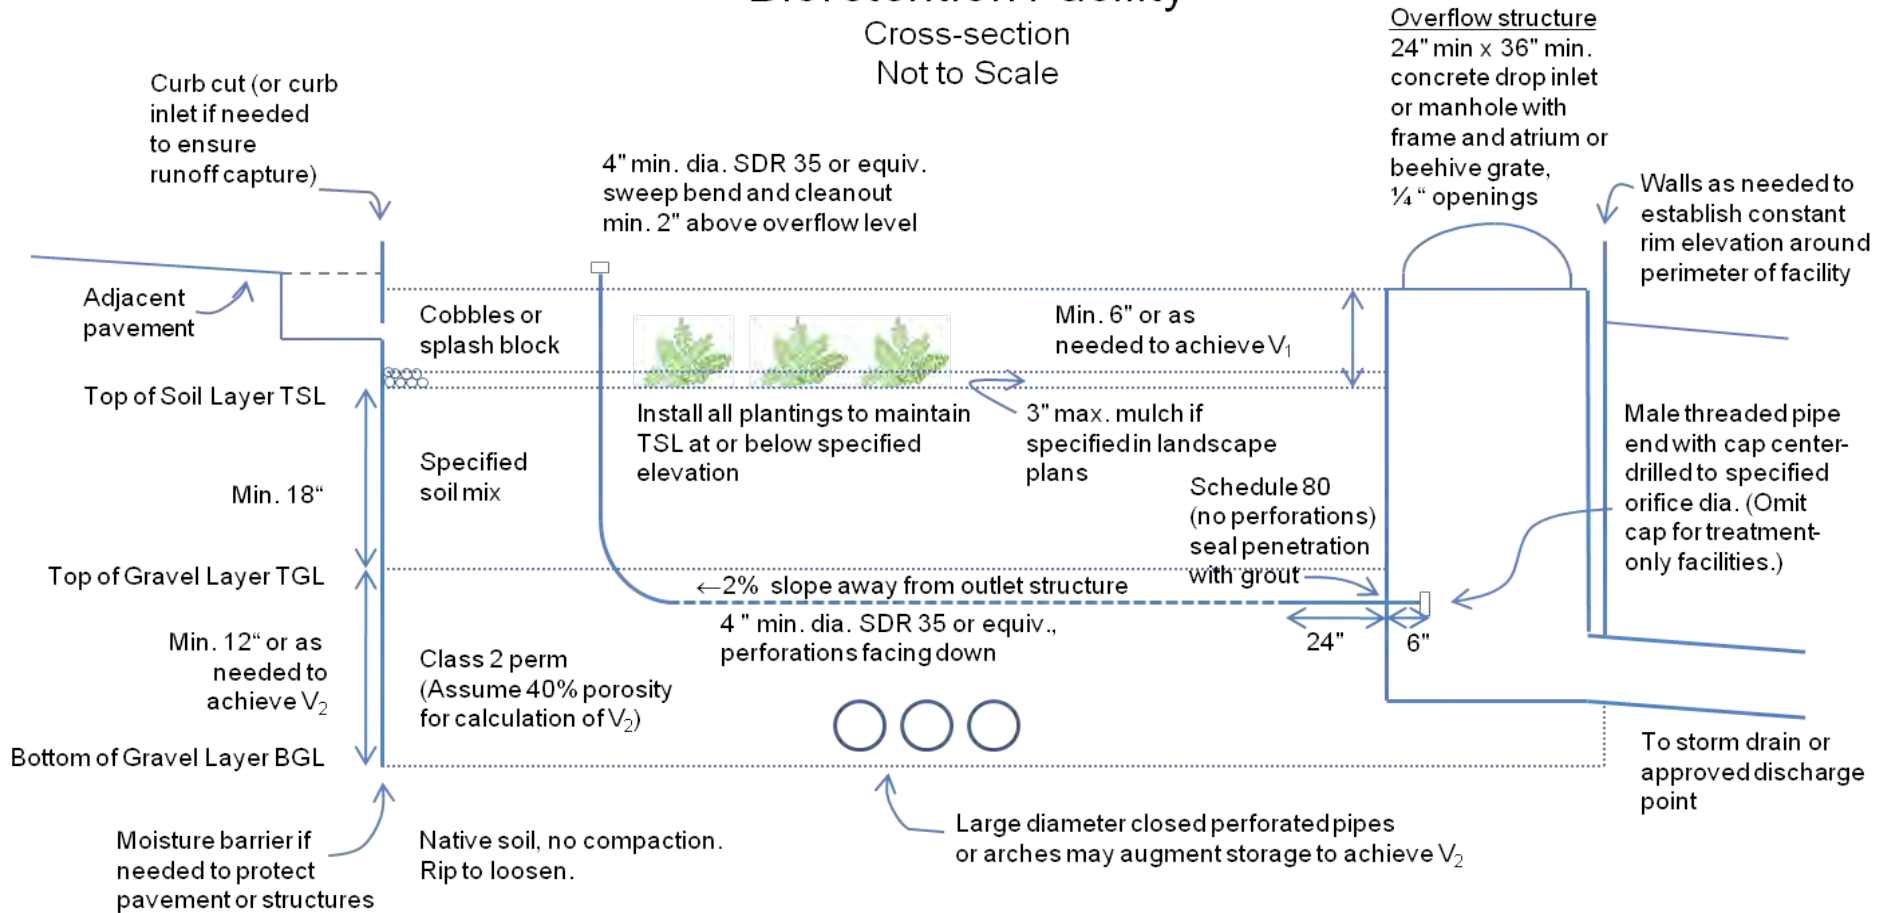 Bioretention Facility
Cross-section
Not to Scale
Overflow structure
24" min x 36" min.
concrete drop inlet
or manhole with
frame and atrium or
beehive grate,
¼ “ openings
Curb cut (or curb
inlet if needed
to ensure
runoff capture)
4" min. dia. SDR 35 or equiv.
sweep bend and cleanout
min. 2" above overflow level
Walls as needed to
establish constant
rim elevation around
perimeter of facility
Adjacent
pavement
Cobbles or
splash block
Min. 6" or as
needed to achieve V₁
Top of Soil Layer TSL
Install all plantings to maintain
TSL at or below specified
elevation
3" max. mulch if
specified in landscape
plans
Male threaded pipe
end with cap center-
drilled to specified
orifice dia. (Omit
cap for treatment-
only facilities.)
Specified
soil mix
Min. 18“
Schedule 80
(no perforations)
seal penetration
with grout
Top of Gravel Layer TGL
←2% slope away from outlet structure
4 " min. dia. SDR 35 or equiv.,
perforations facing down
24"
6"
Min. 12“ or as
needed to
achieve V₂
Class 2 perm
(Assume 40% porosity
for calculation of V₂)
Bottom of Gravel Layer BGL
To storm drain or
approved discharge
point
Moisture barrier if
needed to protect
pavement or structures
Native soil, no compaction.
Rip to loosen.
Large diameter closed perforated pipes
or arches may augment storage to achieve V₂